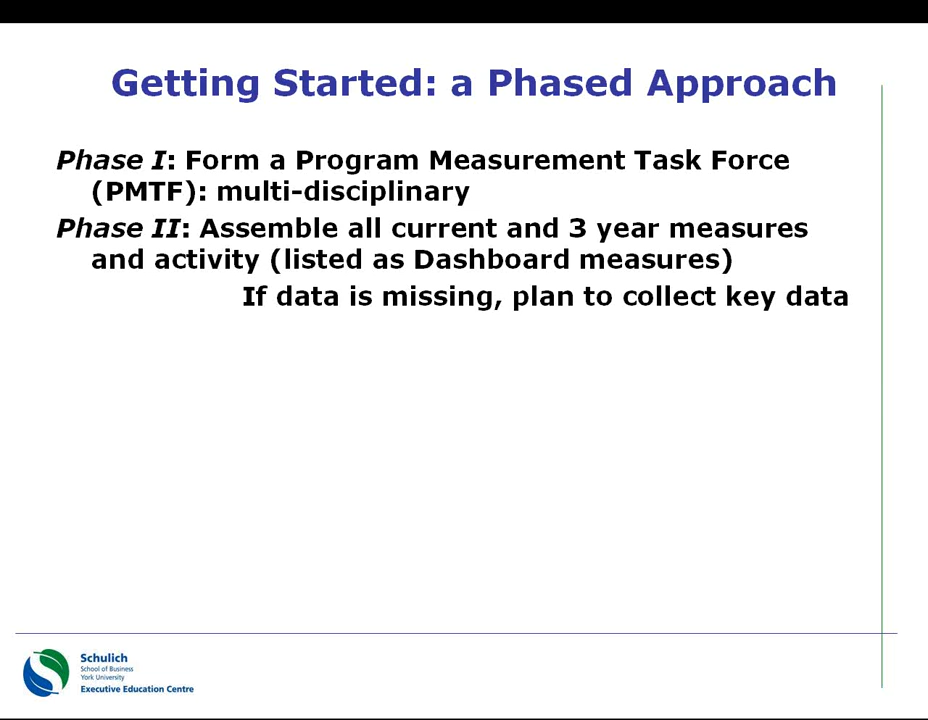 Getting Started: a Phased Approach
Phase I: Form a Program Measurement Task Force
(PMTF): multi-disciplinary
Phase II: Assemble all current and 3 year measures
and activity (listed as Dashboard measures)
If data is missing, plan to collect key data
Schulich
School of Business
York University
Executive Education Centre